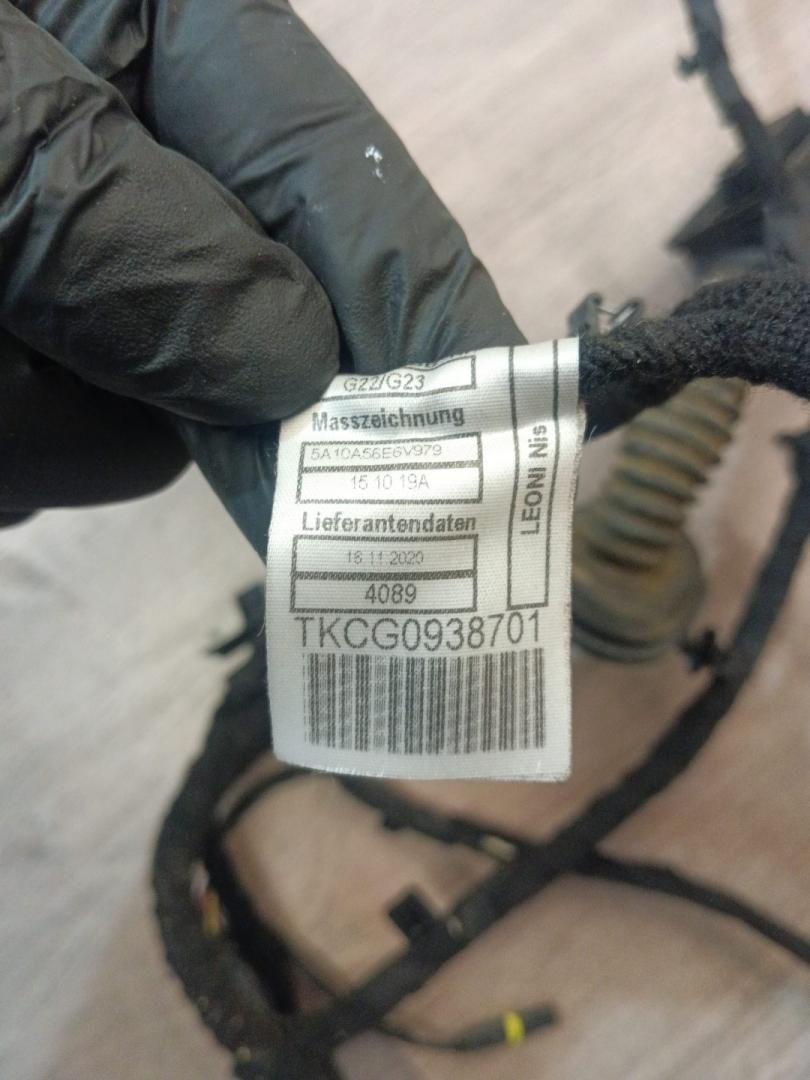 G22/G23
Masszeichnung
5A10A56E6V979
15 10 19A
Lieferantendaten
16 11 2020
4089
LEONI Nis
TKCG0938701